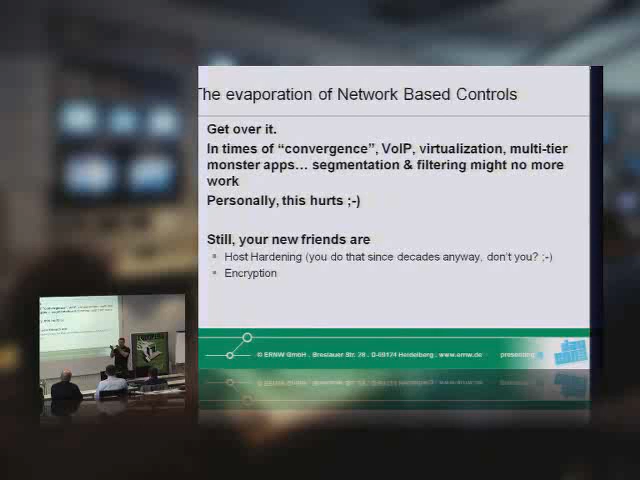 The evaporation of Network Based Controls
Get over it.
In times of “convergence”, VoIP, virtualization, multi-tier
monster apps… segmentation & filtering might no more
work
Personally, this hurts ;-)
Still, your new friends are
Host Hardening (you do that since decades anyway, don't you? ;-)
Encryption
© ERNW GmbH . Breslauer Str. 28 . D-69124 Heidelberg . www.ernw.de
presenting